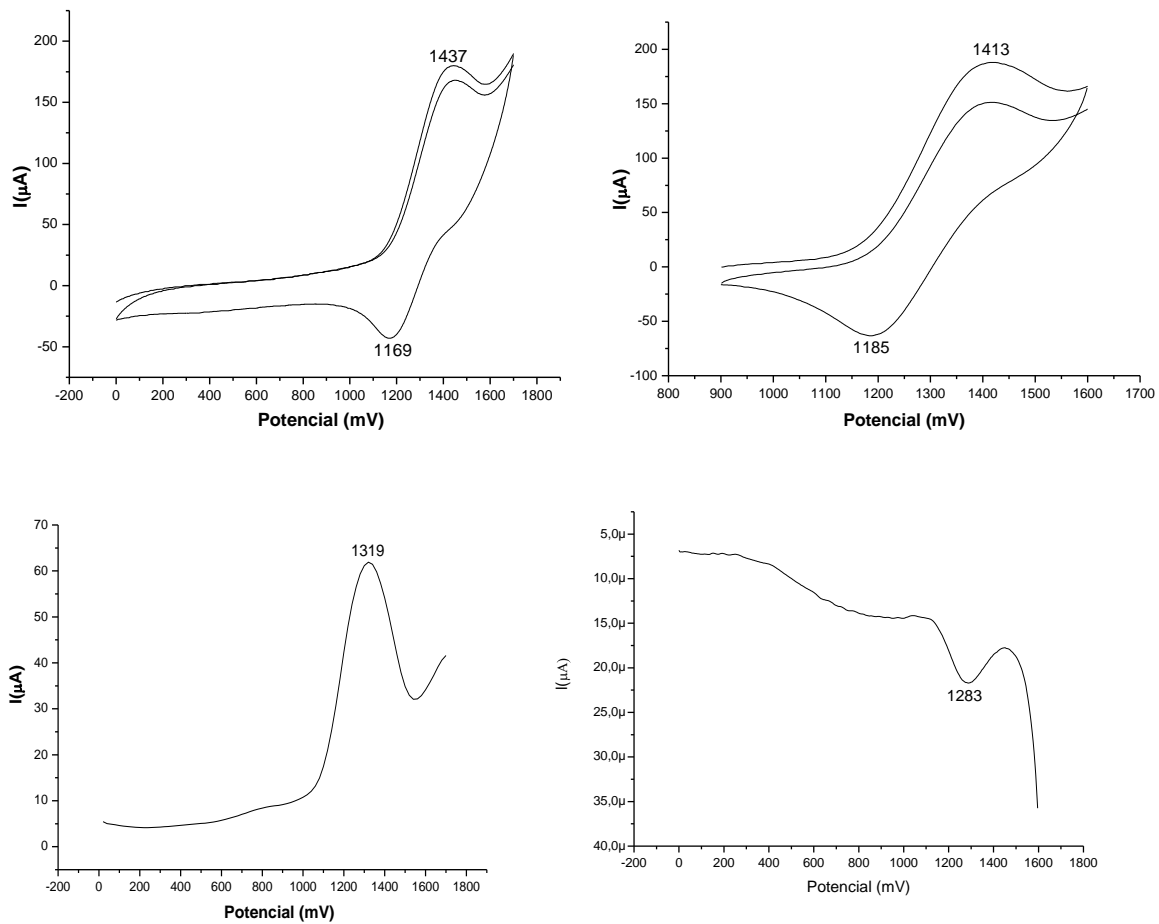 1437
200
150
100
50
0
-50
I(µA)
1169
-200 0 200 400 600 800 1000 1200 1400 1600 1800
Potencial (mV)
1413
200
150
100
50
0
-50
-100
I(µA)
1185
800 900 1000 1100 1200 1300 1400 1500 1600 1700
Potencial (mV)
70
60
50
40
30
20
10
0
I(µA)
1319
-200 0 200 400 600 800 1000 1200 1400 1600 1800
Potencial (mV)
5,0µ
10,0µ
15,0µ
20,0µ
25,0µ
30,0µ
35,0µ
40,0µ
I(µA)
1283
-200 0 200 400 600 800 1000 1200 1400 1600 1800
Potencial (mV)